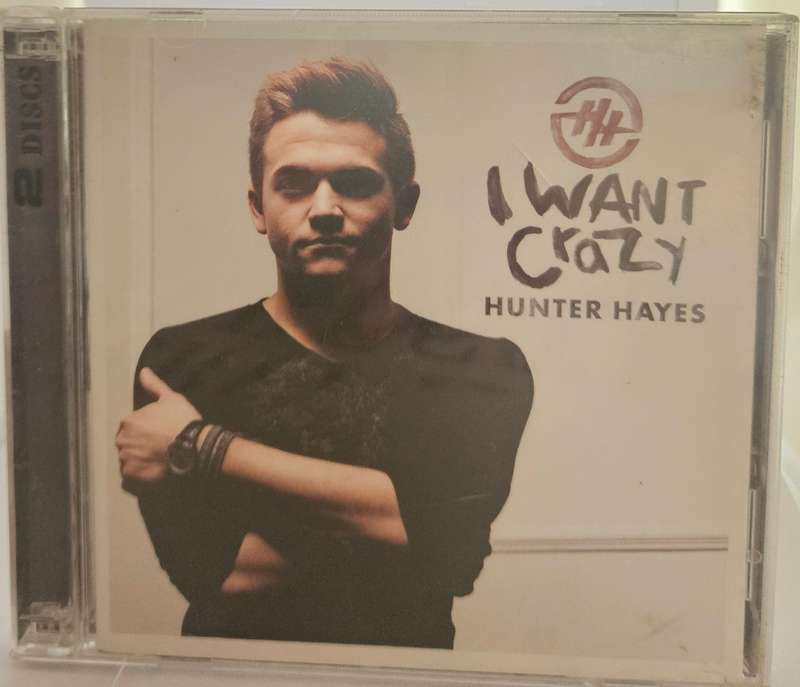 2 DISCS
HH
I WANT
CraZy
HUNTER HAYES